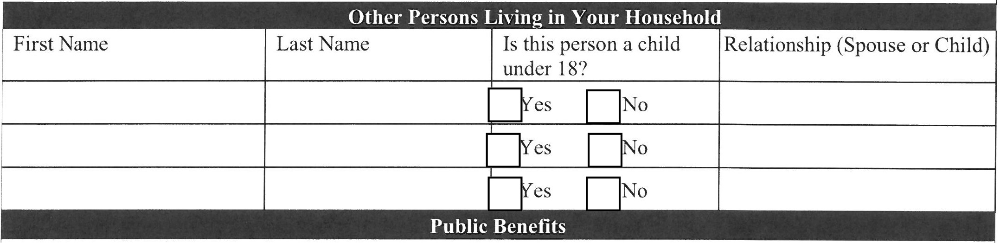 Other Persons Living in Your Household
First Name Last Name Is this person a child under 18? Relationship (Spouse or Child)
Yes No
Yes No
Yes No
Public Benefits